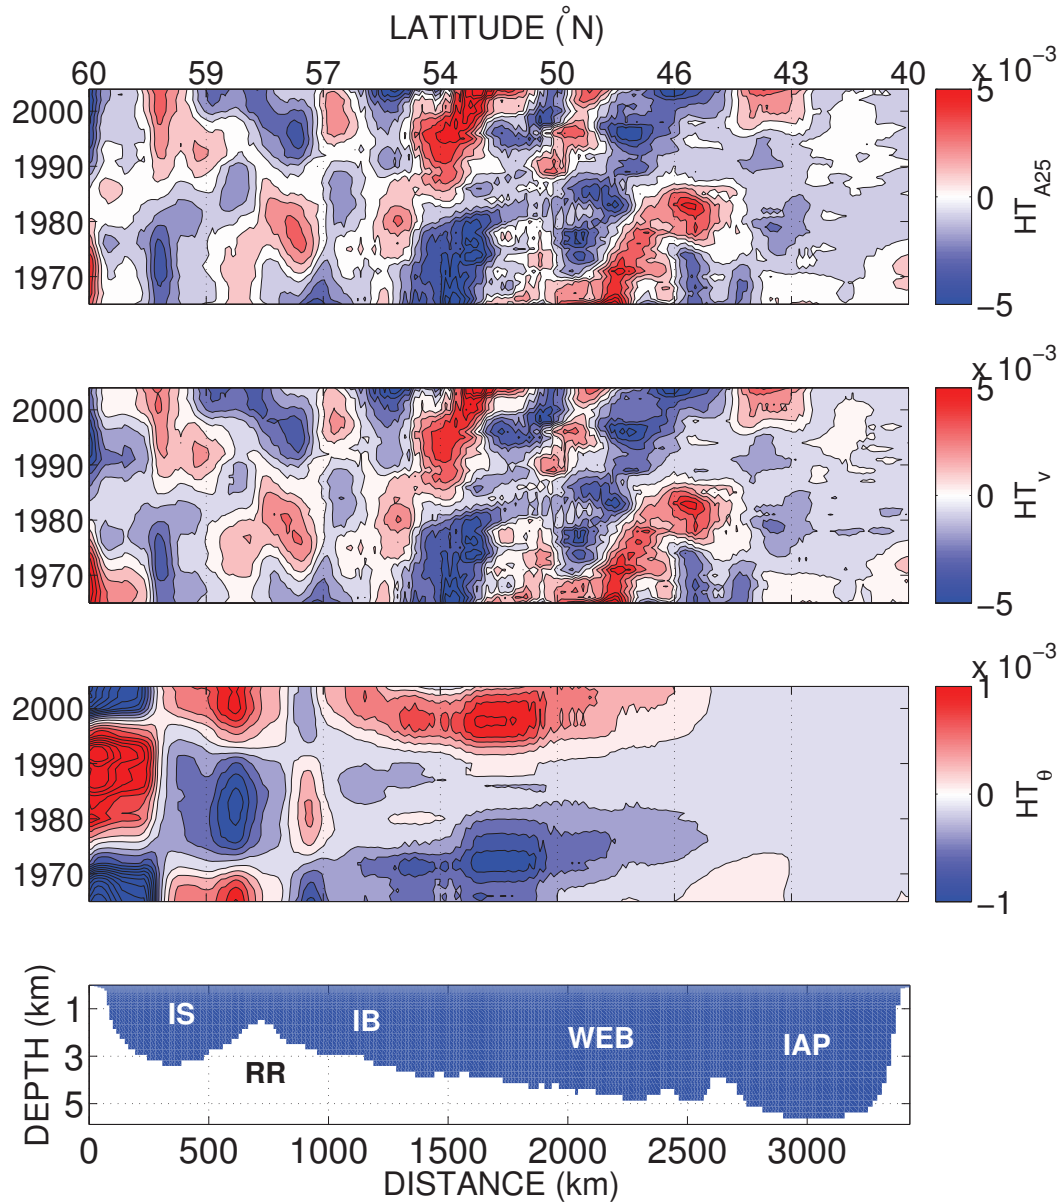 LATITUDE (°N)
60 59 57 54 50 49 46 43 40
x 10⁻³
2000
1990
1980
1970
5
0
−5
HT_A25
x 10⁻³
2000
1990
1980
1970
5
0
−5
HT_v
x 10⁻³
2000
1990
1980
1970
1
0
−1
HT_θ
DEPTH (km)
1
3
5
IS
IB
WEB
IAP
RR
0 500 1000 1500 2000 2500 3000
DISTANCE (km)